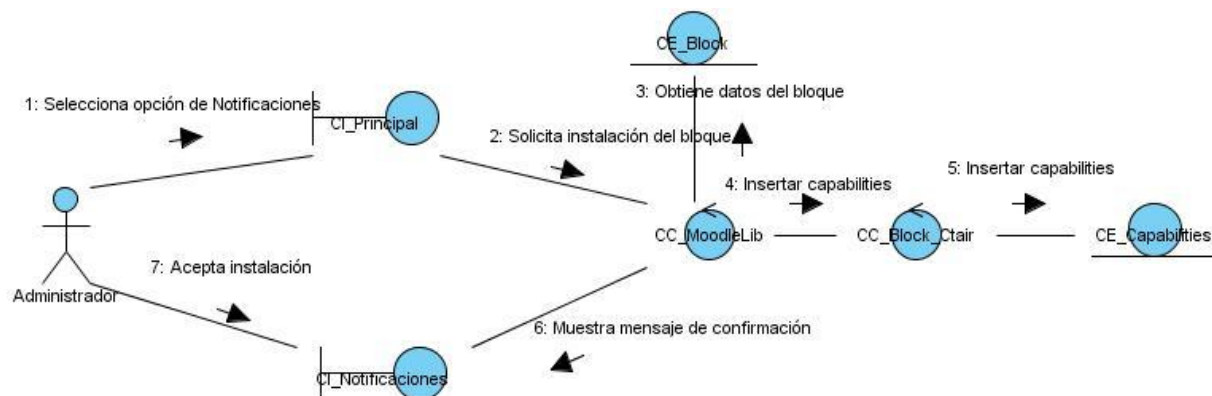 CE_Block
1: Selecciona opción de Notificaciones
3: Obtiene datos del bloque
CI_Principal
2: Solicita instalación del bloque
4: Insertar capabilities
5: Insertar capabilities
CC_MoodleLib
CC_Block_Ctair
CE_Capabilities
7: Acepta instalación
Administrador
6: Muestra mensaje de confirmación
CI_Notificaciones